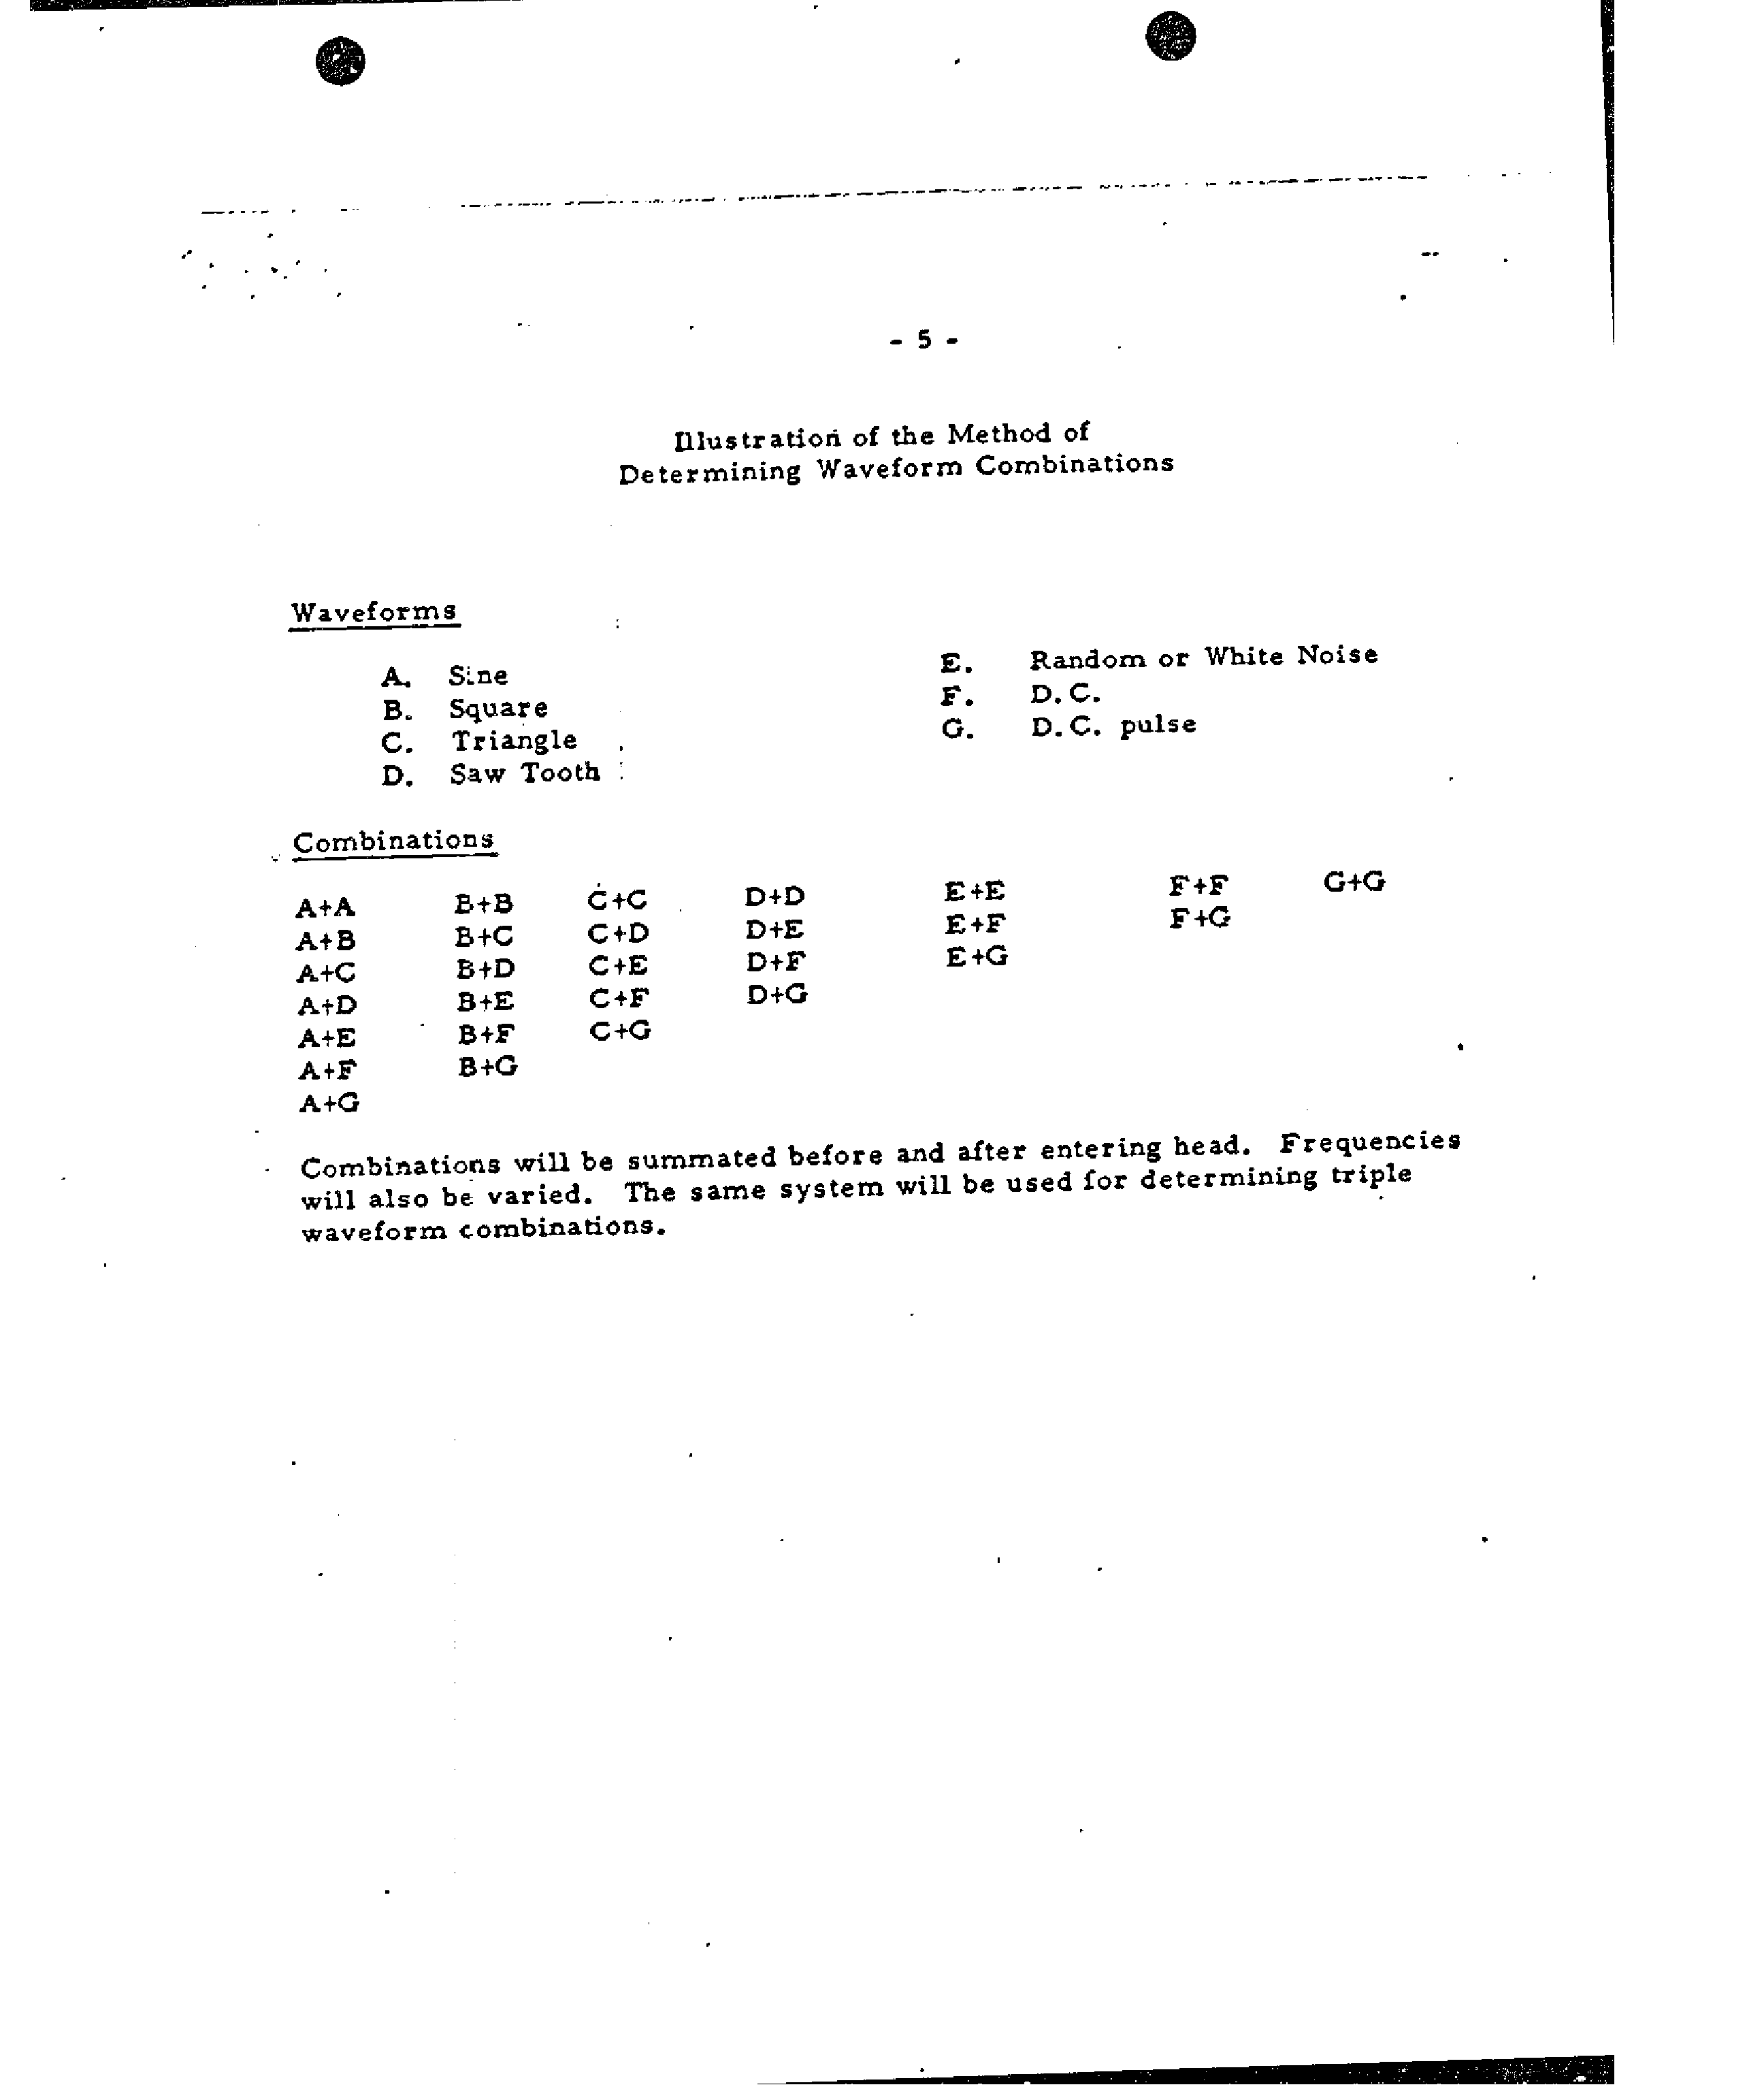 - 5 -
Illustration of the Method of
Determining Waveform Combinations
Waveforms
A. Sine
B. Square
C. Triangle
D. Saw Tooth
E. Random or White Noise
F. D.C.
G. D.C. pulse
Combinations
A+A B+B C+C D+D E+E F+F G+G
A+B B+C C+D D+E E+F F+G
A+C B+D C+E D+F E+G
A+D B+E C+F D+G
A+E B+F C+G
A+F B+G
A+G
Combinations will be summated before and after entering head. Frequencies
will also be varied. The same system will be used for determining triple
waveform combinations.